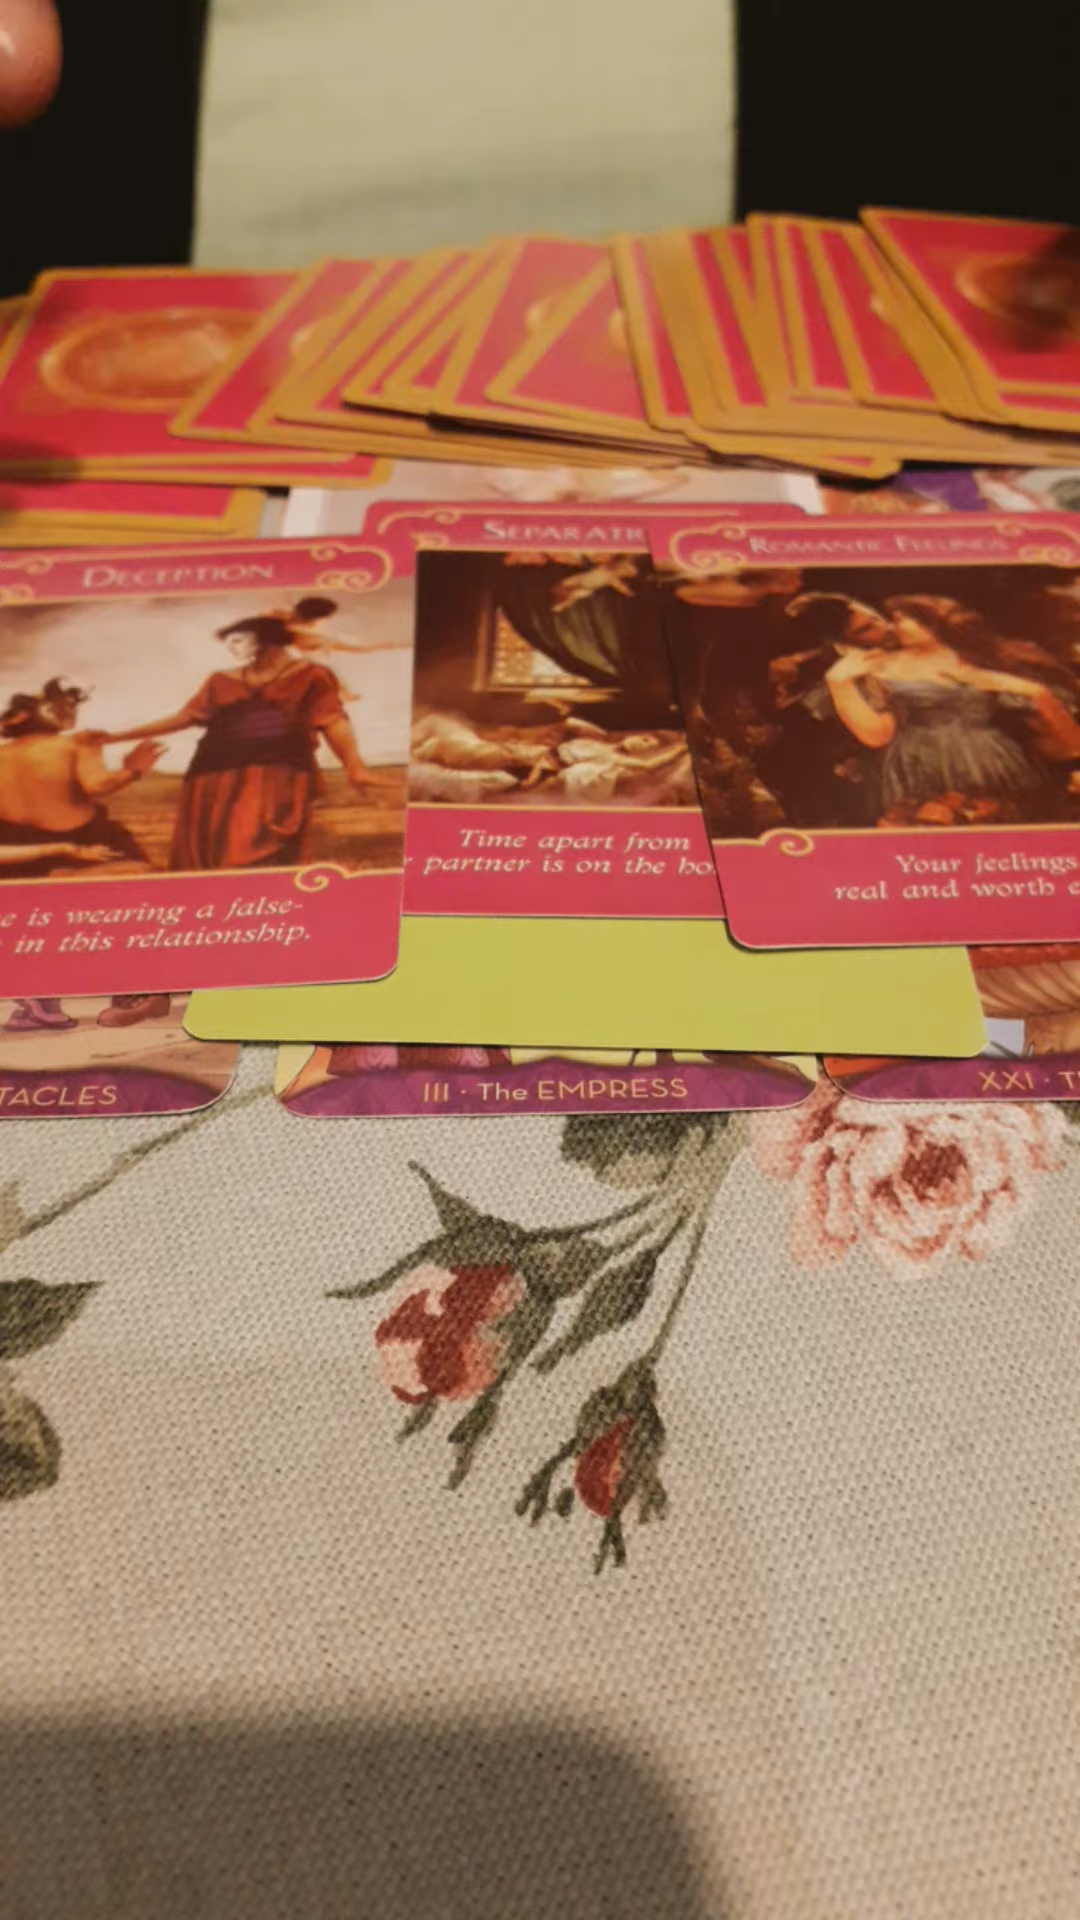 DECEPTION
SEPARATI
ROMANTIC FEELINGS
e is wearing a false-
in this relationship.
Time apart from
r partner is on the ho
Your feelings
real and worth e
TACLES
III · The EMPRESS
XXI · T